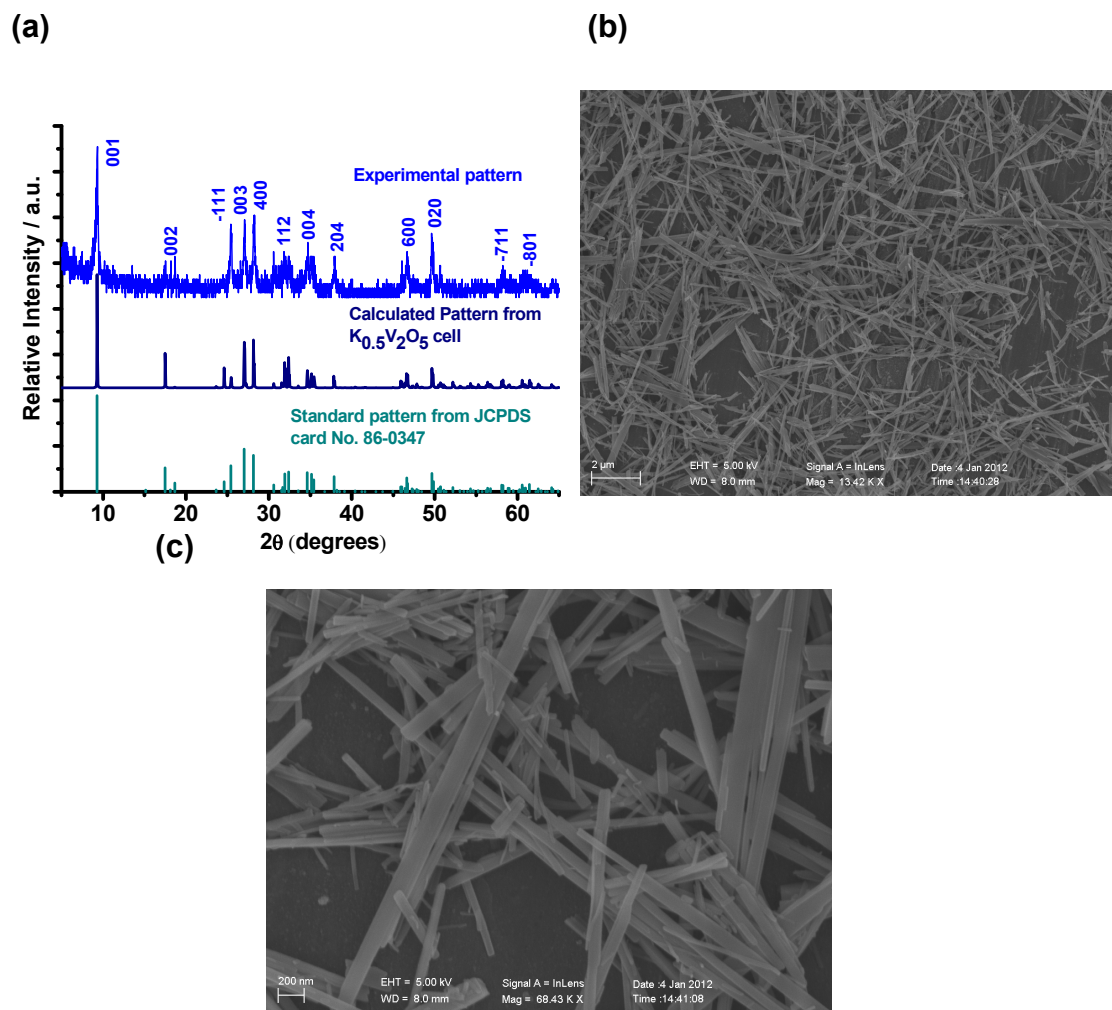 (a)
(b)
Relative Intensity / a.u.
001
002
-111
003
400
112
004
204
600
020
-711
-801
Experimental pattern
Calculated Pattern from
K0.5V2O5 cell
Standard pattern from JCPDS
card No. 86-0347
10 20 30 40 50 60
2θ (degrees)
2 µm
EHT = 5.00 kV
WD = 8.0 mm
Signal A = InLens
Mag = 13.42 K X
Date :4 Jan 2012
Time :14:40:28
(c)
200 nm
EHT = 5.00 kV
WD = 8.0 mm
Signal A = InLens
Mag = 68.43 K X
Date :4 Jan 2012
Time :14:41:08